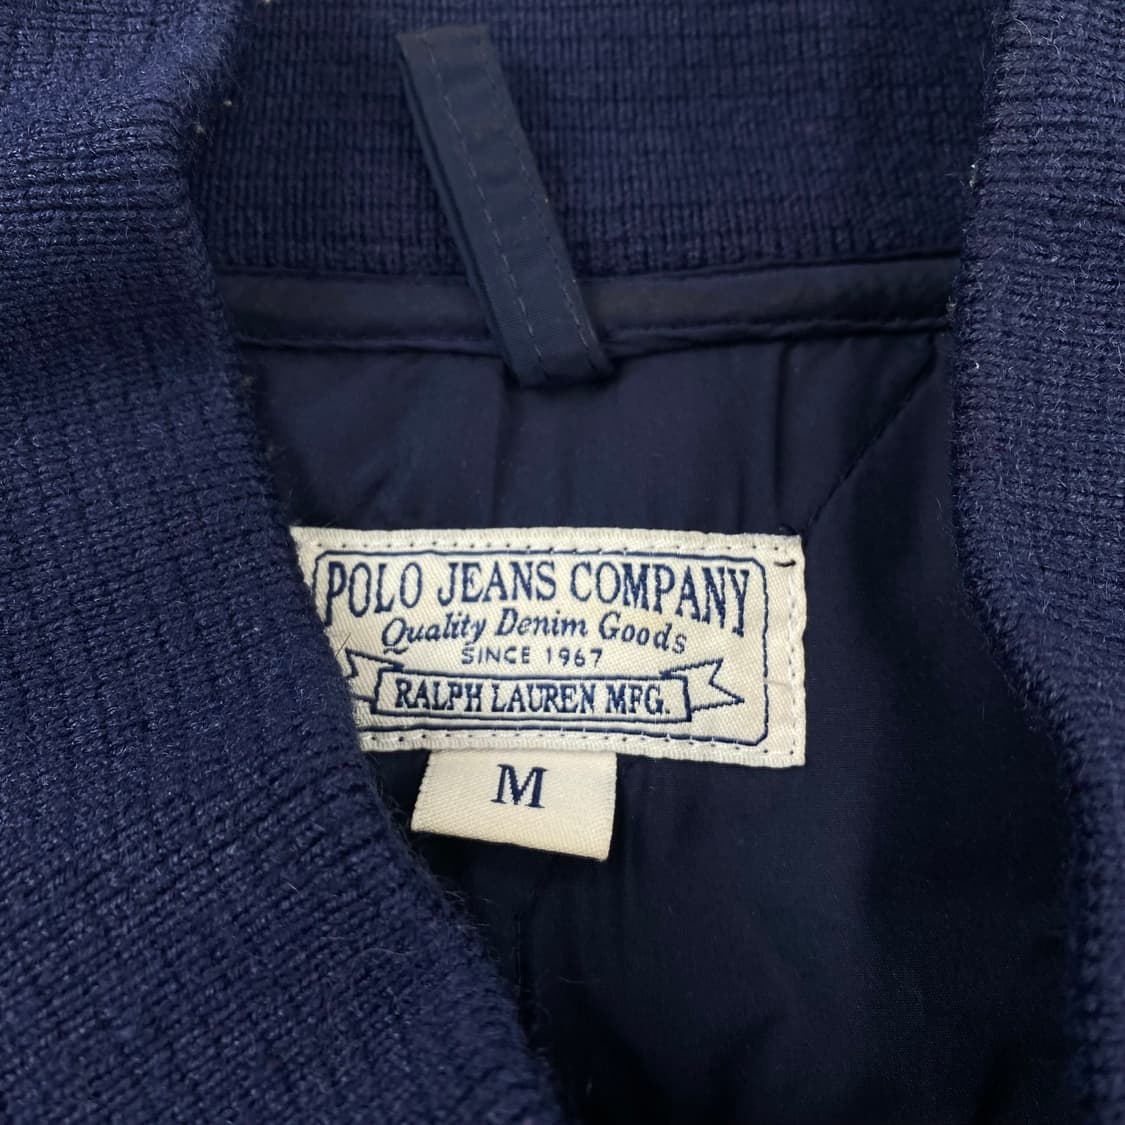 POLO JEANS COMPANY
Quality Denim Goods
SINCE 1967
RALPH LAUREN MFG.
M